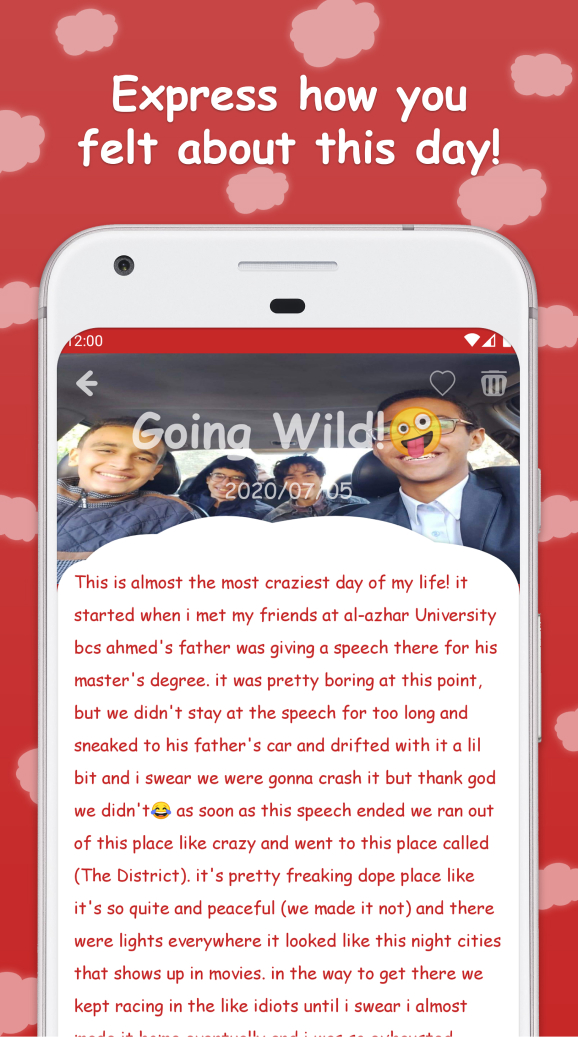 Express how you
felt about this day!
12:00
Going Wild!🤪
2020/07/05
This is almost the most craziest day of my life! it
started when i met my friends at al-azhar University
bcs ahmed's father was giving a speech there for his
master's degree. it was pretty boring at this point,
but we didn't stay at the speech for too long and
sneaked to his father's car and drifted with it a lil
bit and i swear we were gonna crash it but thank god
we didn't😂 as soon as this speech ended we ran out
of this place like crazy and went to this place called
(The District). it's pretty freaking dope place like
it's so quite and peaceful (we made it not) and there
were lights everywhere it looked like this night cities
that shows up in movies. in the way to get there we
kept racing in the like idiots until i swear i almost
made it home eventually and i was so exhausted